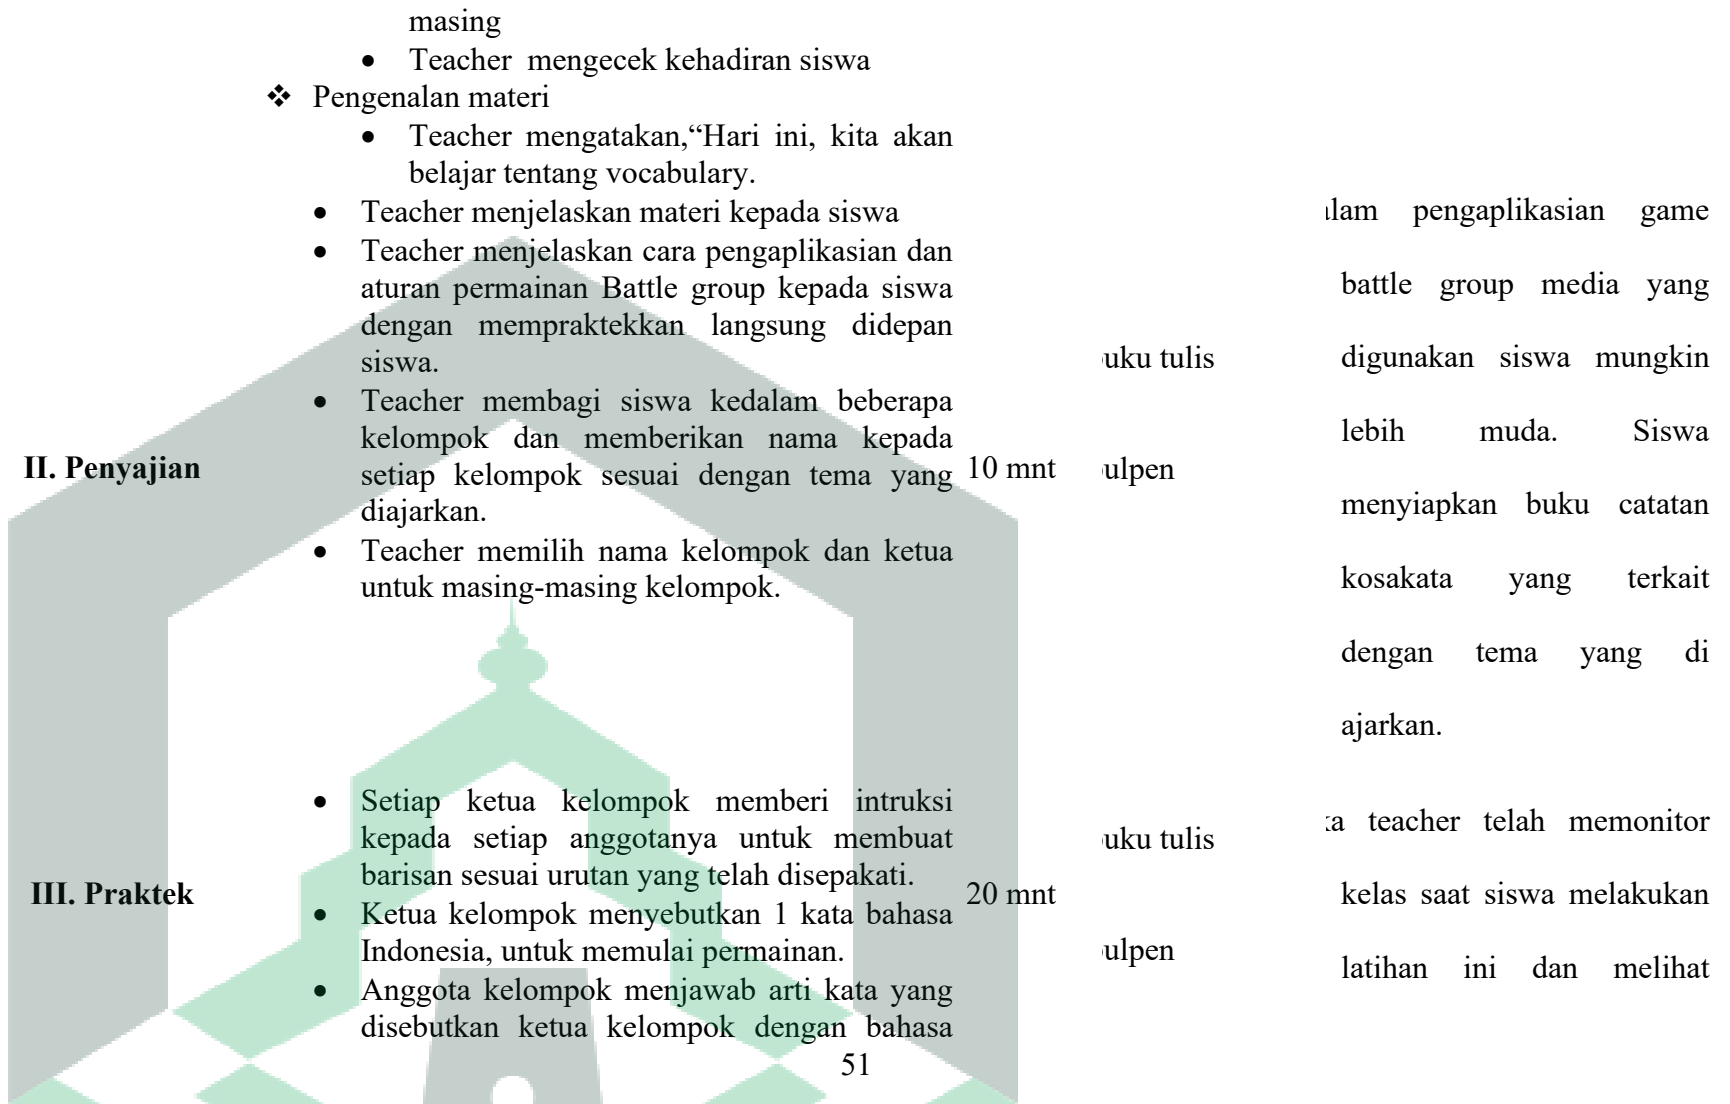 masing
• Teacher mengecek kehadiran siswa
❖ Pengenalan materi
• Teacher mengatakan,“Hari ini, kita akan
belajar tentang vocabulary.
• Teacher menjelaskan materi kepada siswa
• Teacher menjelaskan cara pengaplikasian dan
aturan permainan Battle group kepada siswa
dengan mempraktekkan langsung didepan
siswa.
• Teacher membagi siswa kedalam beberapa
kelompok dan memberikan nama kepada
setiap kelompok sesuai dengan tema yang
diajarkan.
• Teacher memilih nama kelompok dan ketua
untuk masing-masing kelompok.
II. Penyajian
10 mnt
uku tulis
ulpen
lam pengaplikasian game
battle group media yang
digunakan siswa mungkin
lebih muda. Siswa
menyiapkan buku catatan
kosakata yang terkait
dengan tema yang di
ajarkan.
• Setiap ketua kelompok memberi intruksi
kepada setiap anggotanya untuk membuat
barisan sesuai urutan yang telah disepakati.
• Ketua kelompok menyebutkan 1 kata bahasa
Indonesia, untuk memulai permainan.
• Anggota kelompok menjawab arti kata yang
disebutkan ketua kelompok dengan bahasa
III. Praktek
20 mnt
uku tulis
ulpen
a teacher telah memonitor
kelas saat siswa melakukan
latihan ini dan melihat
51